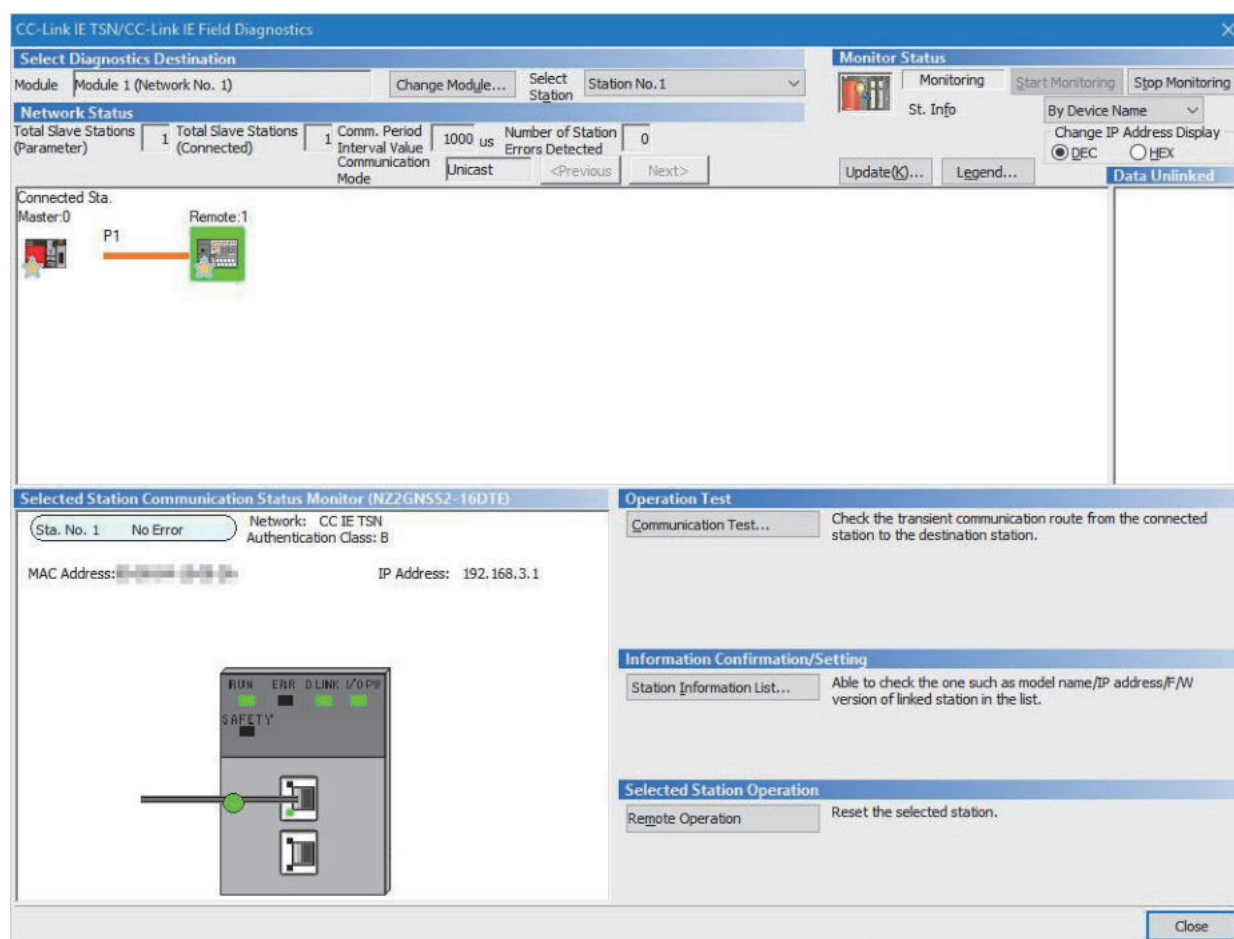 CC-Link IE TSN/CC-Link IE Field Diagnostics
Select Diagnostics Destination
Module
Module 1 (Network No. 1)
Change Module...
Select
Station
Station No.1
Monitor Status
Monitoring
Start Monitoring
Stop Monitoring
St. Info
By Device Name
Change IP Address Display
DEC
HEX
Update(K)...
Legend...
Network Status
Total Slave Stations
(Parameter)
1
Total Slave Stations
(Connected)
1
Comm. Period
Interval Value
1000 us
Number of Station
Errors Detected
0
Communication
Mode
Unicast
<Previous
Next>
Data Unlinked
Connected Sta.
Master:0
Remote:1
P1
Selected Station Communication Status Monitor (NZ2GNSS2-16DTE)
Sta. No. 1 No Error
Network: CC IE TSN
Authentication Class: B
MAC Address:
IP Address: 192.168.3.1
RUN ERR D LINK I/O PW
SAFETY
Operation Test
Communication Test...
Check the transient communication route from the connected
station to the destination station.
Information Confirmation/Setting
Station Information List...
Able to check the one such as model name/IP address/F/W
version of linked station in the list.
Selected Station Operation
Remote Operation
Reset the selected station.
Close